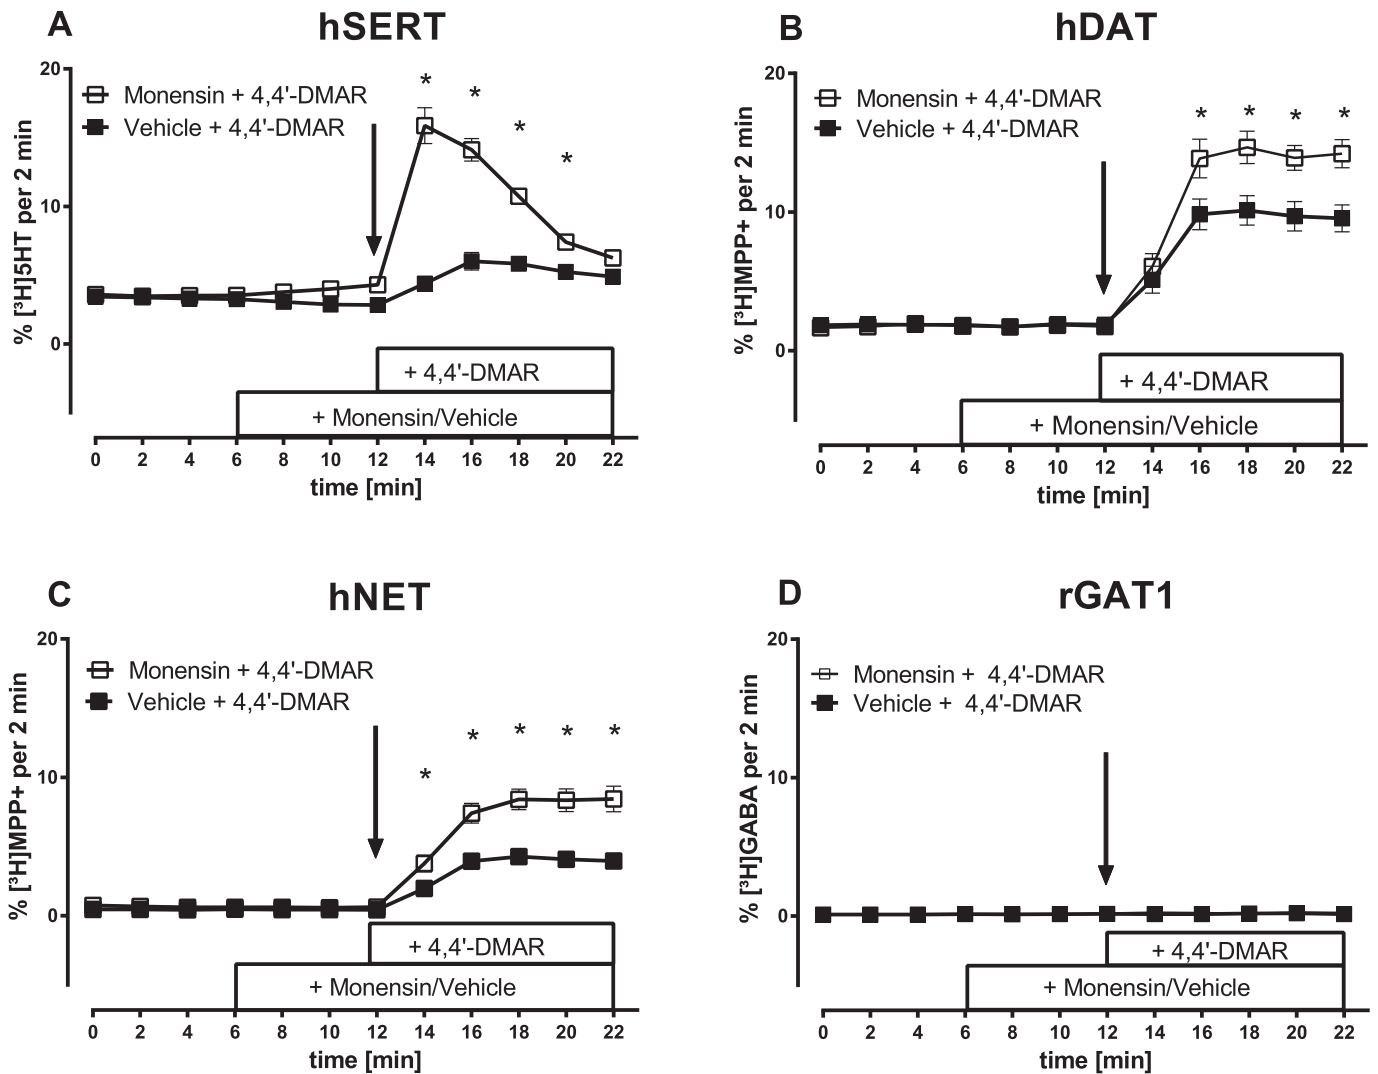 A
hSERT
20
10
0
% [³H]5HT per 2 min
Monensin + 4,4'-DMAR
Vehicle + 4,4'-DMAR
* * * *
+ 4,4'-DMAR
+ Monensin/Vehicle
0 2 4 6 8 10 12 14 16 18 20 22
time [min]
B
hDAT
20
10
0
% [³H]MPP+ per 2 min
Monensin + 4,4'-DMAR
Vehicle + 4,4'-DMAR
* * * *
+ 4,4'-DMAR
+ Monensin/Vehicle
0 2 4 6 8 10 12 14 16 18 20 22
time [min]
C
hNET
20
10
0
% [³H]MPP+ per 2 min
Monensin + 4,4'-DMAR
Vehicle + 4,4'-DMAR
* * * * *
+ 4,4'-DMAR
+ Monensin/Vehicle
0 2 4 6 8 10 12 14 16 18 20 22
time [min]
D
rGAT1
20
10
0
% [³H]GABA per 2 min
Monensin + 4,4'-DMAR
Vehicle + 4,4'-DMAR
+ 4,4'-DMAR
+ Monensin/Vehicle
0 2 4 6 8 10 12 14 16 18 20 22
time [min]